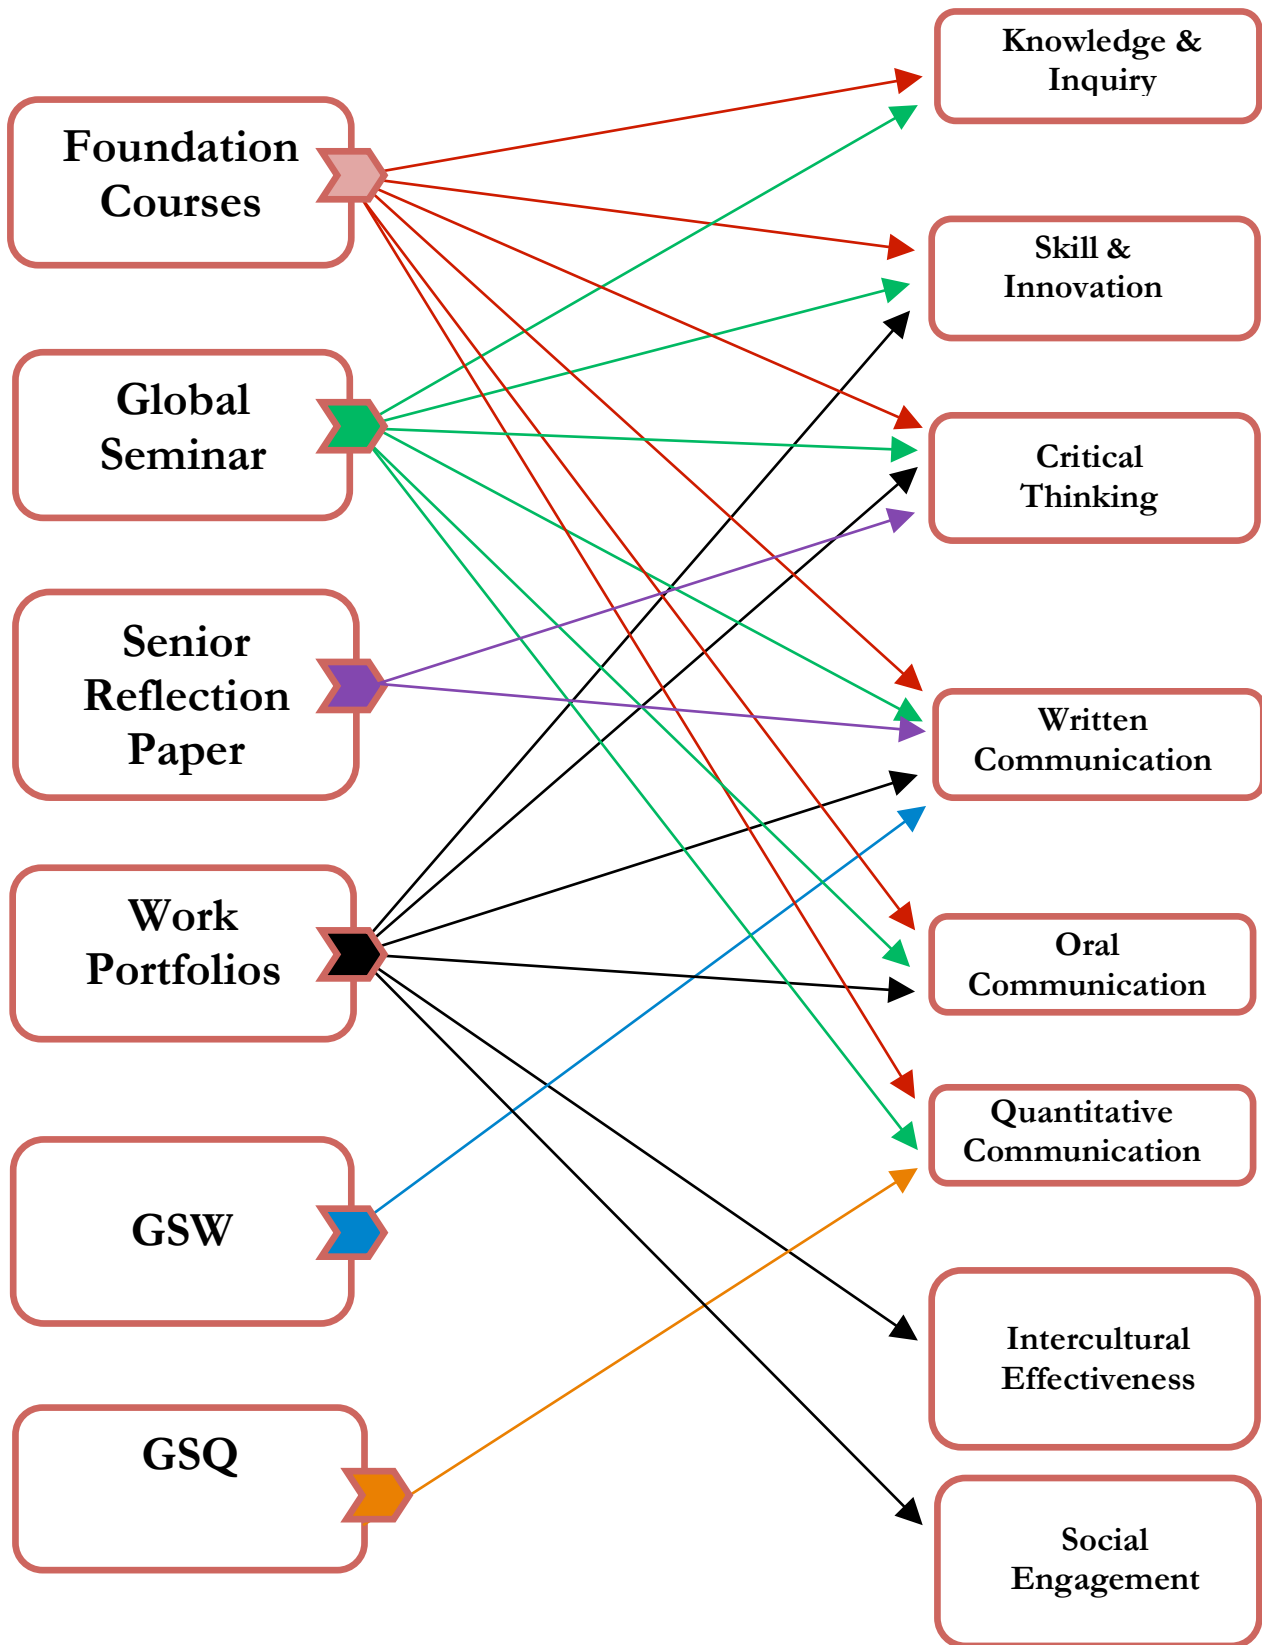 Foundation
Courses
Global
Seminar
Senior
Reflection
Paper
Work
Portfolios
GSW
GSQ
Knowledge &
Inquiry
Skill &
Innovation
Critical
Thinking
Written
Communication
Oral
Communication
Quantitative
Communication
Intercultural
Effectiveness
Social
Engagement